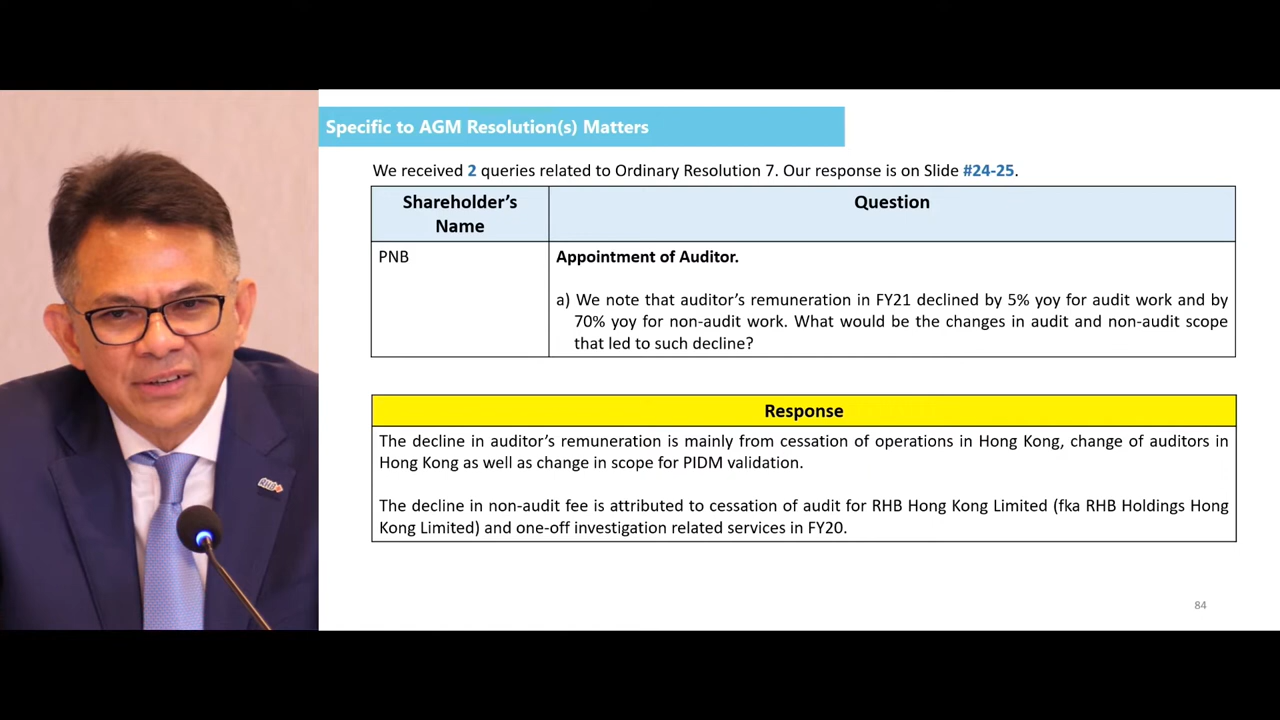 Specific to AGM Resolution(s) Matters
We received 2 queries related to Ordinary Resolution 7. Our response is on Slide #24-25.
Shareholder’s
Name
Question
PNB
Appointment of Auditor.
a) We note that auditor’s remuneration in FY21 declined by 5% yoy for audit work and by
70% yoy for non-audit work. What would be the changes in audit and non-audit scope
that led to such decline?
Response
The decline in auditor’s remuneration is mainly from cessation of operations in Hong Kong, change of auditors in
Hong Kong as well as change in scope for PIDM validation.
The decline in non-audit fee is attributed to cessation of audit for RHB Hong Kong Limited (fka RHB Holdings Hong
Kong Limited) and one-off investigation related services in FY20.
RHB
84